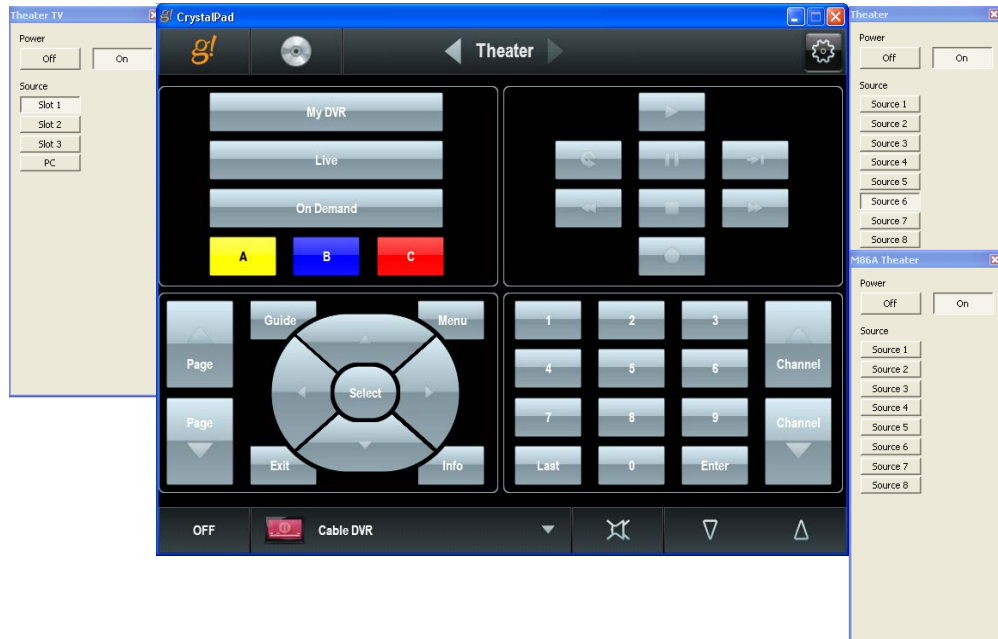 Theater TV
Power
Off On
Source
Slot 1
Slot 2
Slot 3
PC
g! CrystalPad
g! Theater
My DVR
Live
On Demand
A B C
Guide Menu
Page
Select
Page
Exit Info
1 2 3
4 5 6
Channel
7 8 9
Channel
Last 0 Enter
OFF Cable DVR
Theater
Power
Off On
Source
Source 1
Source 2
Source 3
Source 4
Source 5
Source 6
Source 7
Source 8
M86A Theater
Power
Off On
Source
Source 1
Source 2
Source 3
Source 4
Source 5
Source 6
Source 7
Source 8